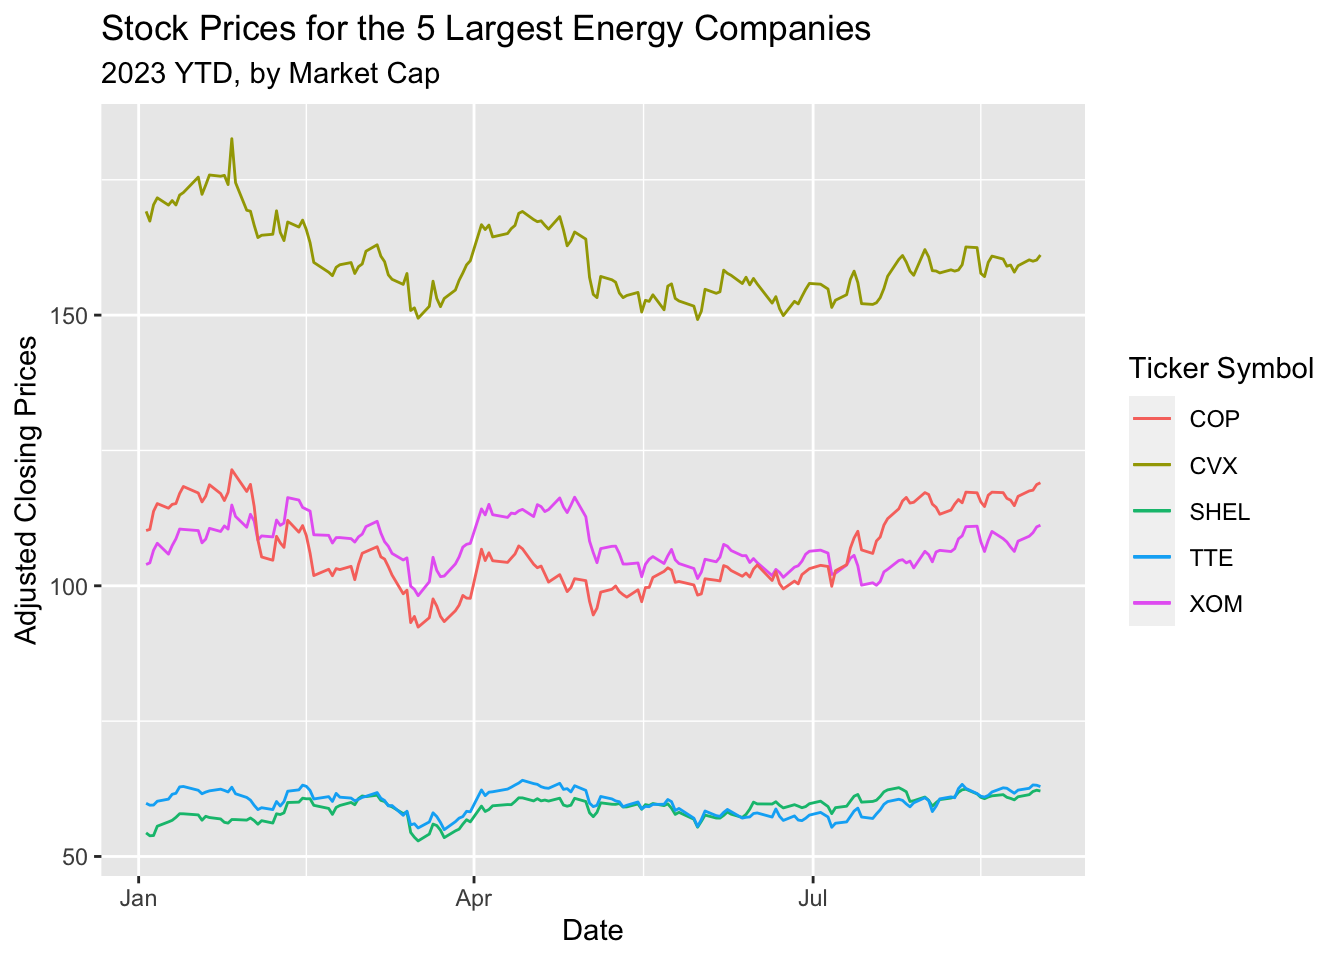 Stock Prices for the 5 Largest Energy Companies
2023 YTD, by Market Cap
Adjusted Closing Prices
150
100
50
Jan
Apr
Jul
Date
Ticker Symbol
COP
CVX
SHEL
TTE
XOM